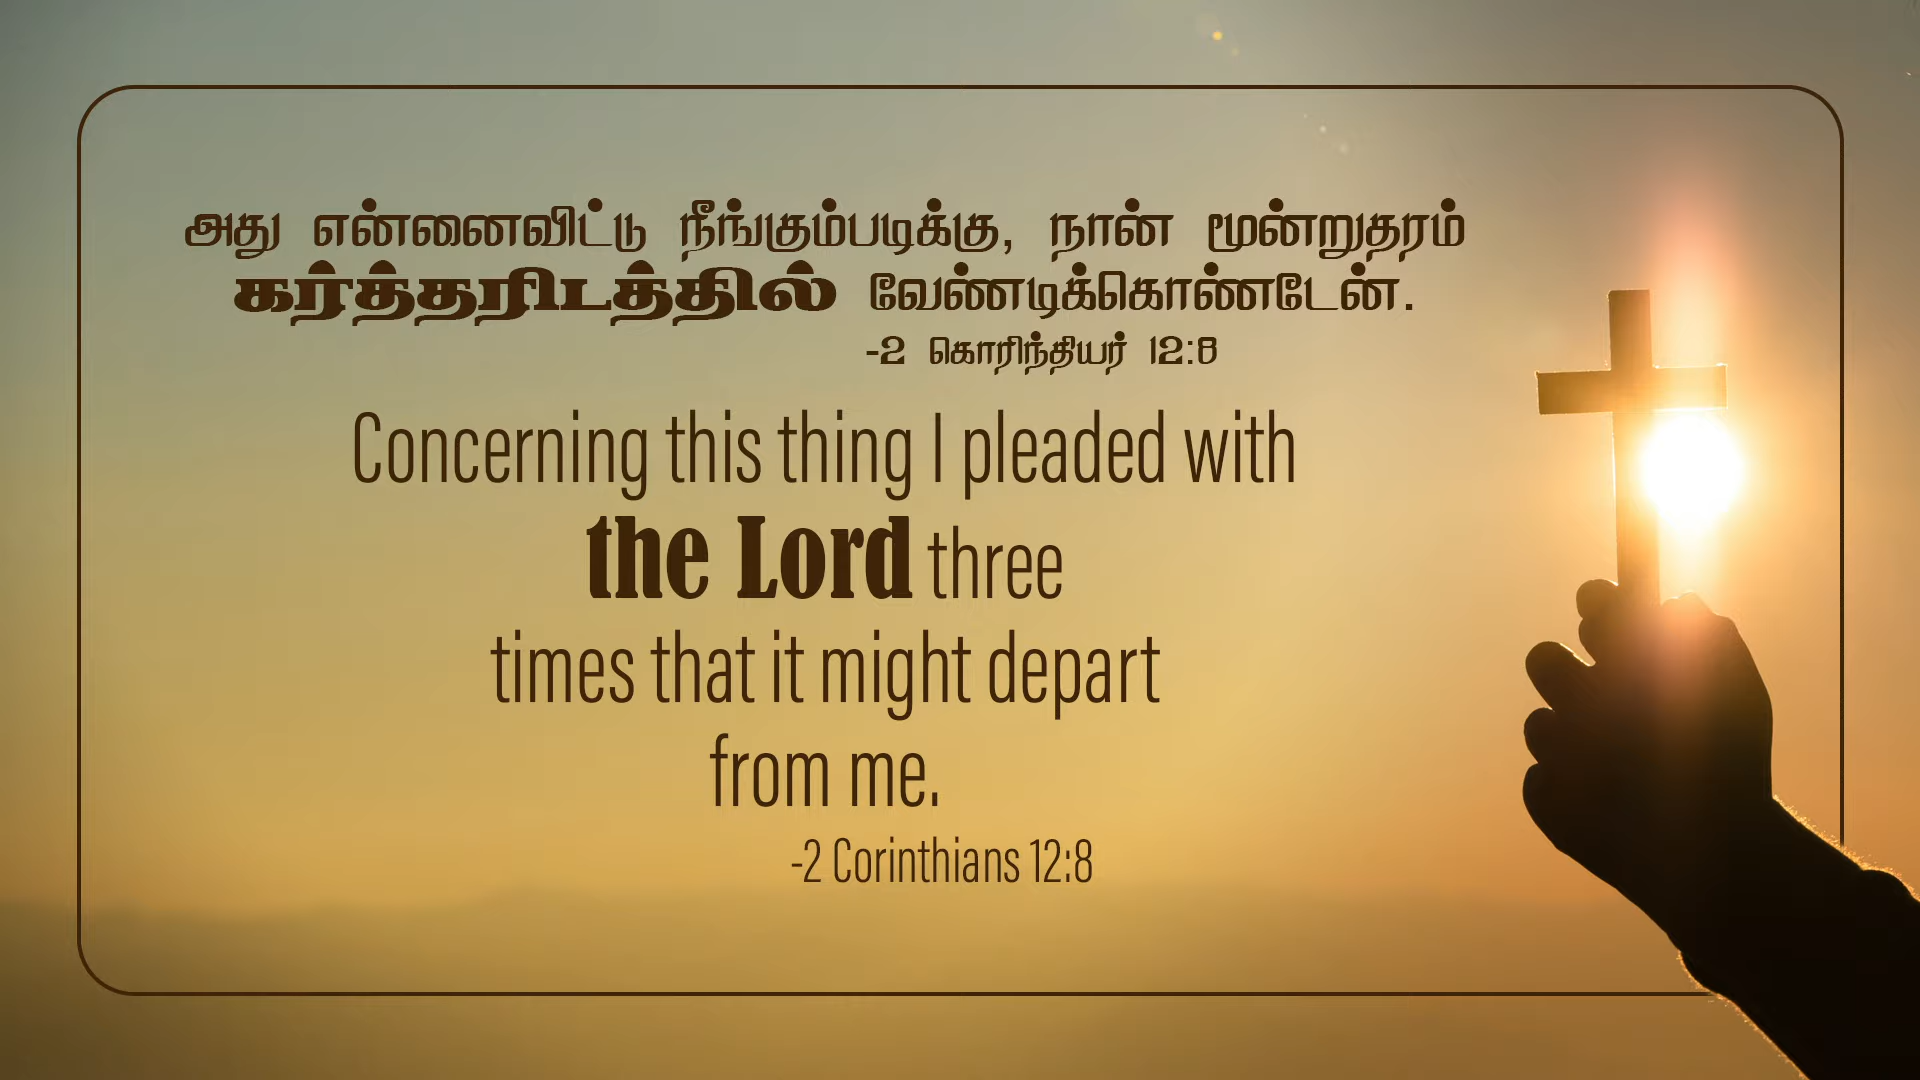 அது என்னைவிட்டு நீங்கும்படிக்கு, நான் மூன்றுதரம்
கர்த்தரிடத்தில் வேண்டிக்கொண்டேன்.
-2 கொரிந்தியர் 12:8
Concerning this thing I pleaded with
the Lord three
times that it might depart
from me.
-2 Corinthians 12:8